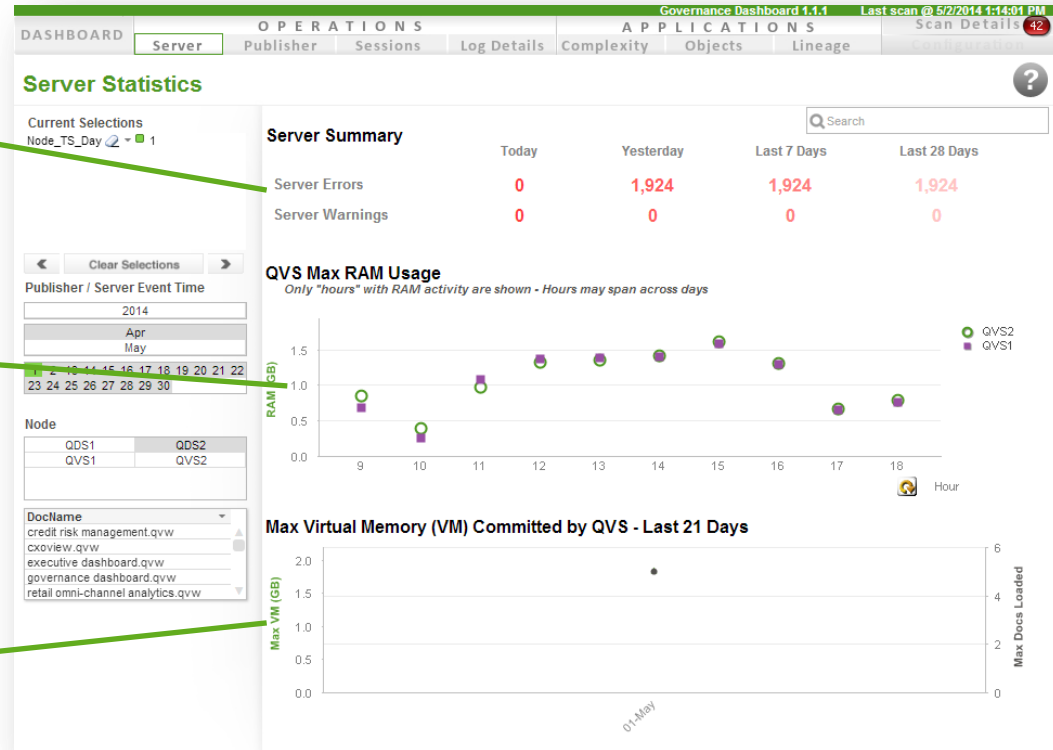 Governance Dashboard 1.1.1 Last scan @ 5/2/2014 1:14:01 PM
DASHBOARD OPERATIONS APPLICATIONS Scan Details 42
Server Publisher Sessions Log Details Complexity Objects Lineage Configuration
Server Statistics
?
Current Selections
Node_TS_Day 1
Clear Selections
Publisher / Server Event Time
2014
Apr
May
1 2 13 14 15 16 17 18 19 20 21 22
23 24 25 26 27 28 29 30
Node
QDS1 QDS2
QVS1 QVS2
DocName
credit risk management.qvw
cxoview.qvw
executive dashboard.qvw
governance dashboard.qvw
retail omni-channel analytics.qvw
Search
Server Summary
Today Yesterday Last 7 Days Last 28 Days
Server Errors 0 1,924 1,924 1,924
Server Warnings 0 0 0 0
QVS Max RAM Usage
Only "hours" with RAM activity are shown - Hours may span across days
QVS2
QVS1
RAM (GB)
1.5
1.0
0.5
0.0
9 10 11 12 13 14 15 16 17 18
Hour
Max Virtual Memory (VM) Committed by QVS - Last 21 Days
Max VM (GB)
2.0
1.5
1.0
0.5
0.0
6
4
2
0
Max Docs Loaded
01-May